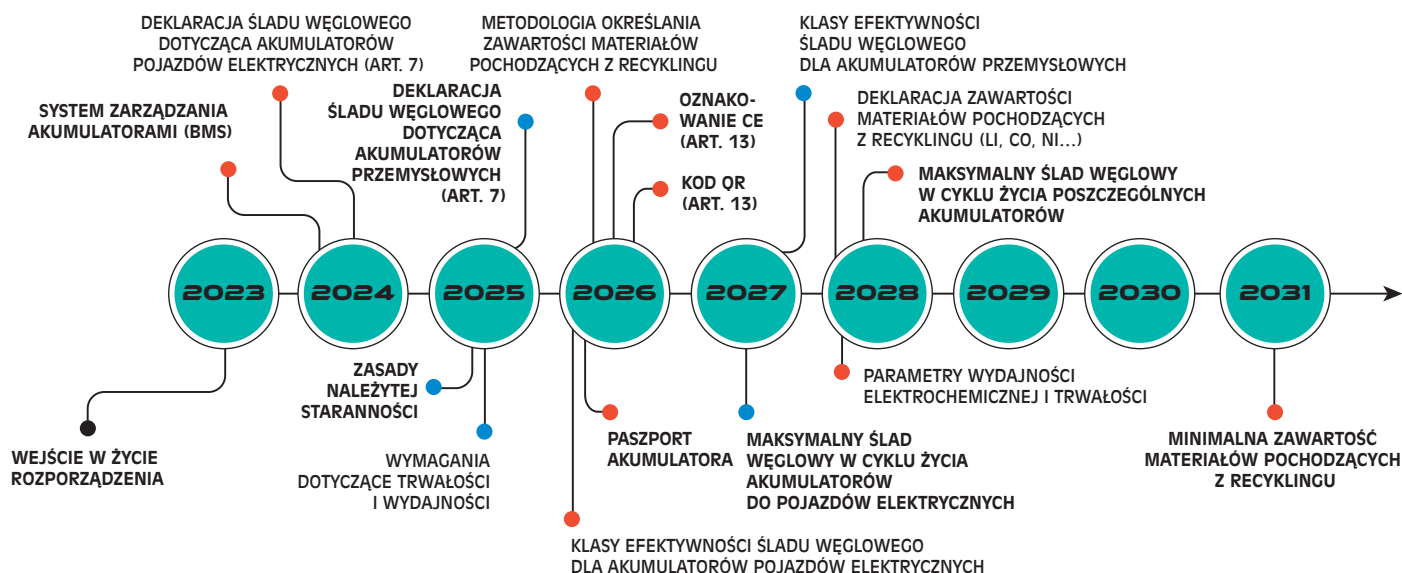 DEKLARACJA ŚLADU WĘGLOWEGO
DOTYCZĄCA AKUMULATORÓW
POJAZDÓW ELEKTRYCZNYCH (ART. 7)
METODOLOGIA OKREŚLANIA
ZAWARTOŚCI MATERIAŁÓW
POCHODZĄCYCH Z RECYKLINGU
KLASY EFEKTYWNOŚCI
ŚLADU WĘGLOWEGO
DLA AKUMULATORÓW PRZEMYSŁOWYCH
SYSTEM ZARZĄDZANIA
AKUMULATORAMI (BMS)
DEKLARACJA
ŚLADU WĘGLOWEGO
DOTYCZĄCA
AKUMULATORÓW
PRZEMYSŁOWYCH
(ART. 7)
OZNAKO-
WANIE CE
(ART. 13)
KOD QR
(ART. 13)
DEKLARACJA ZAWARTOŚCI
MATERIAŁÓW POCHODZĄCYCH
Z RECYKLINGU (LI, CO, NI...)
MAKSYMALNY ŚLAD WĘGLOWY
W CYKLU ŻYCIA POSZCZEGÓLNYCH
AKUMULATORÓW
2023
2024
2025
2026
2027
2028
2029
2030
2031
WEJŚCIE W ŻYCIE
ROZPORZĄDZENIA
ZASADY
NALEŻYTEJ
STARANNOŚCI
WYMAGANIA
DOTYCZĄCE TRWAŁOŚCI
I WYDAJNOŚCI
PASZPORT
AKUMULATORA
MAKSYMALNY ŚLAD
WĘGLOWY W CYKLU ŻYCIA
AKUMULATORÓW
DO POJAZDÓW ELEKTRYCZNYCH
PARAMETRY WYDAJNOŚCI
ELEKTROCHEMICZNEJ I TRWAŁOŚCI
MINIMALNA ZAWARTOŚĆ
MATERIAŁÓW POCHODZĄCYCH
Z RECYKLINGU
KLASY EFEKTYWNOŚCI ŚLADU WĘGLOWEGO
DLA AKUMULATORÓW POJAZDÓW ELEKTRYCZNYCH